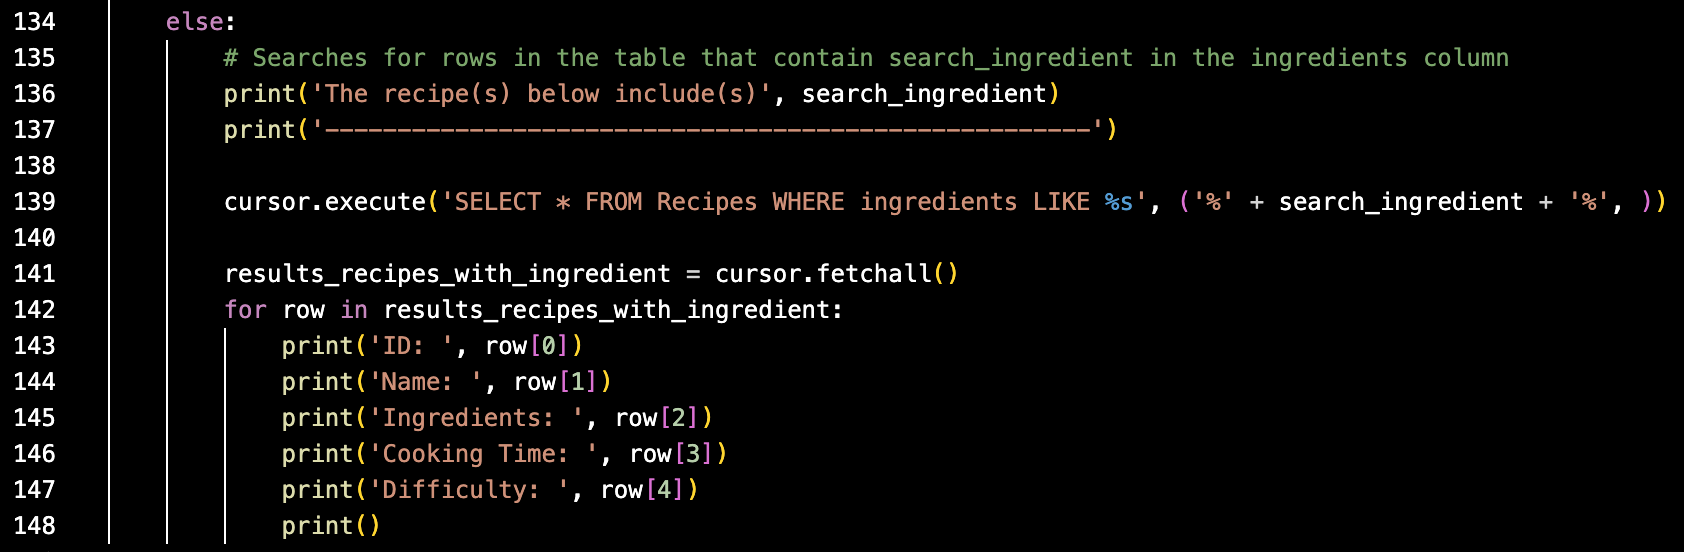 134 else:
135 # Searches for rows in the table that contain search_ingredient in the ingredients column
136 print('The recipe(s) below include(s)', search_ingredient)
137 print('-----------------------------------------------------')
138
139 cursor.execute('SELECT * FROM Recipes WHERE ingredients LIKE %s', ('%' + search_ingredient + '%', ))
140
141 results_recipes_with_ingredient = cursor.fetchall()
142 for row in results_recipes_with_ingredient:
143 print('ID: ', row[0])
144 print('Name: ', row[1])
145 print('Ingredients: ', row[2])
146 print('Cooking Time: ', row[3])
147 print('Difficulty: ', row[4])
148 print()